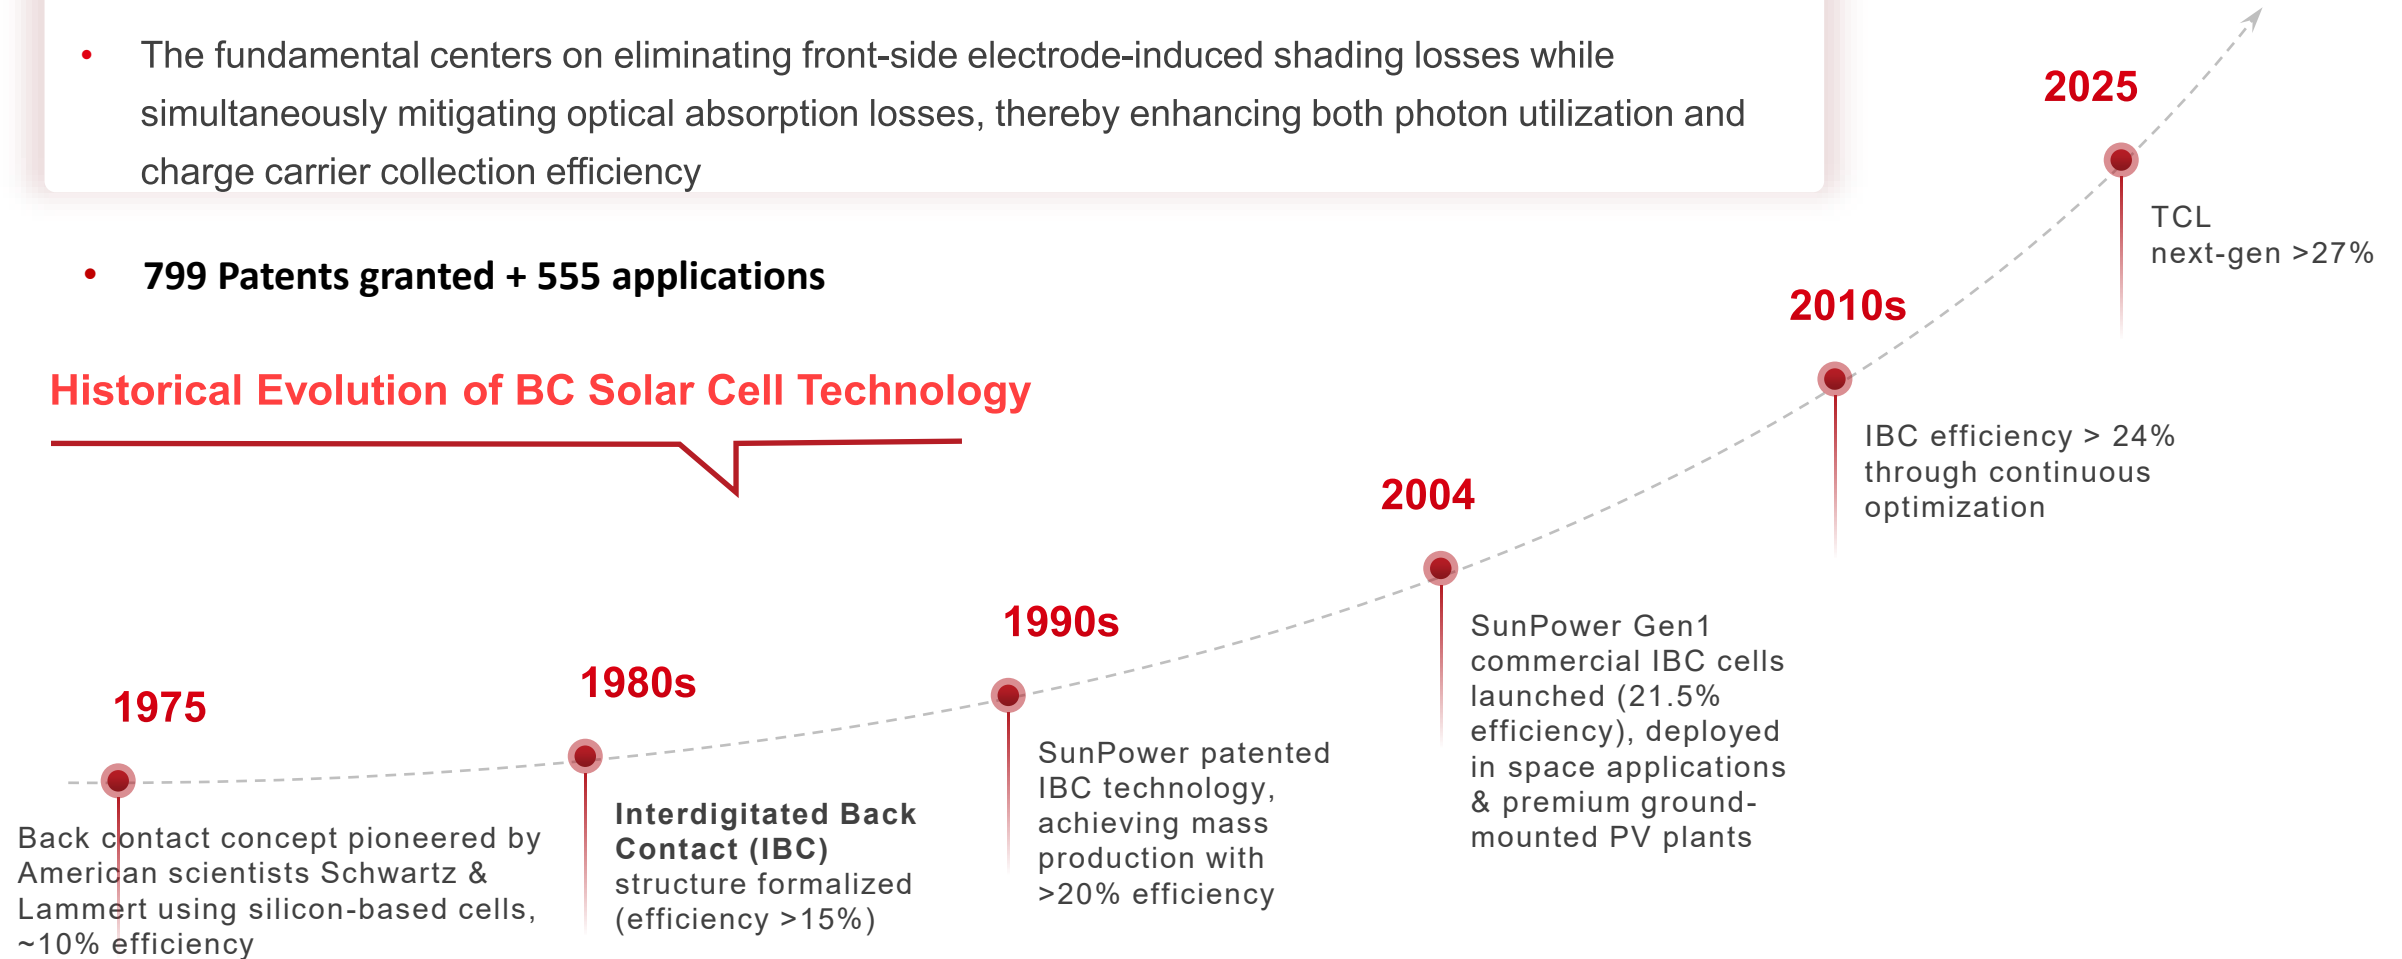 • The fundamental centers on eliminating front-side electrode-induced shading losses while
simultaneously mitigating optical absorption losses, thereby enhancing both photon utilization and
charge carrier collection efficiency
• 799 Patents granted + 555 applications
Historical Evolution of BC Solar Cell Technology
1975
Back contact concept pioneered by
American scientists Schwartz &
Lammert using silicon-based cells,
~10% efficiency
1980s
Interdigitated Back
Contact (IBC)
structure formalized
(efficiency >15%)
1990s
SunPower patented
IBC technology,
achieving mass
production with
>20% efficiency
2004
SunPower Gen1
commercial IBC cells
launched (21.5%
efficiency), deployed
in space applications
& premium ground-
mounted PV plants
2010s
IBC efficiency > 24%
through continuous
optimization
2025
TCL
next-gen >27%